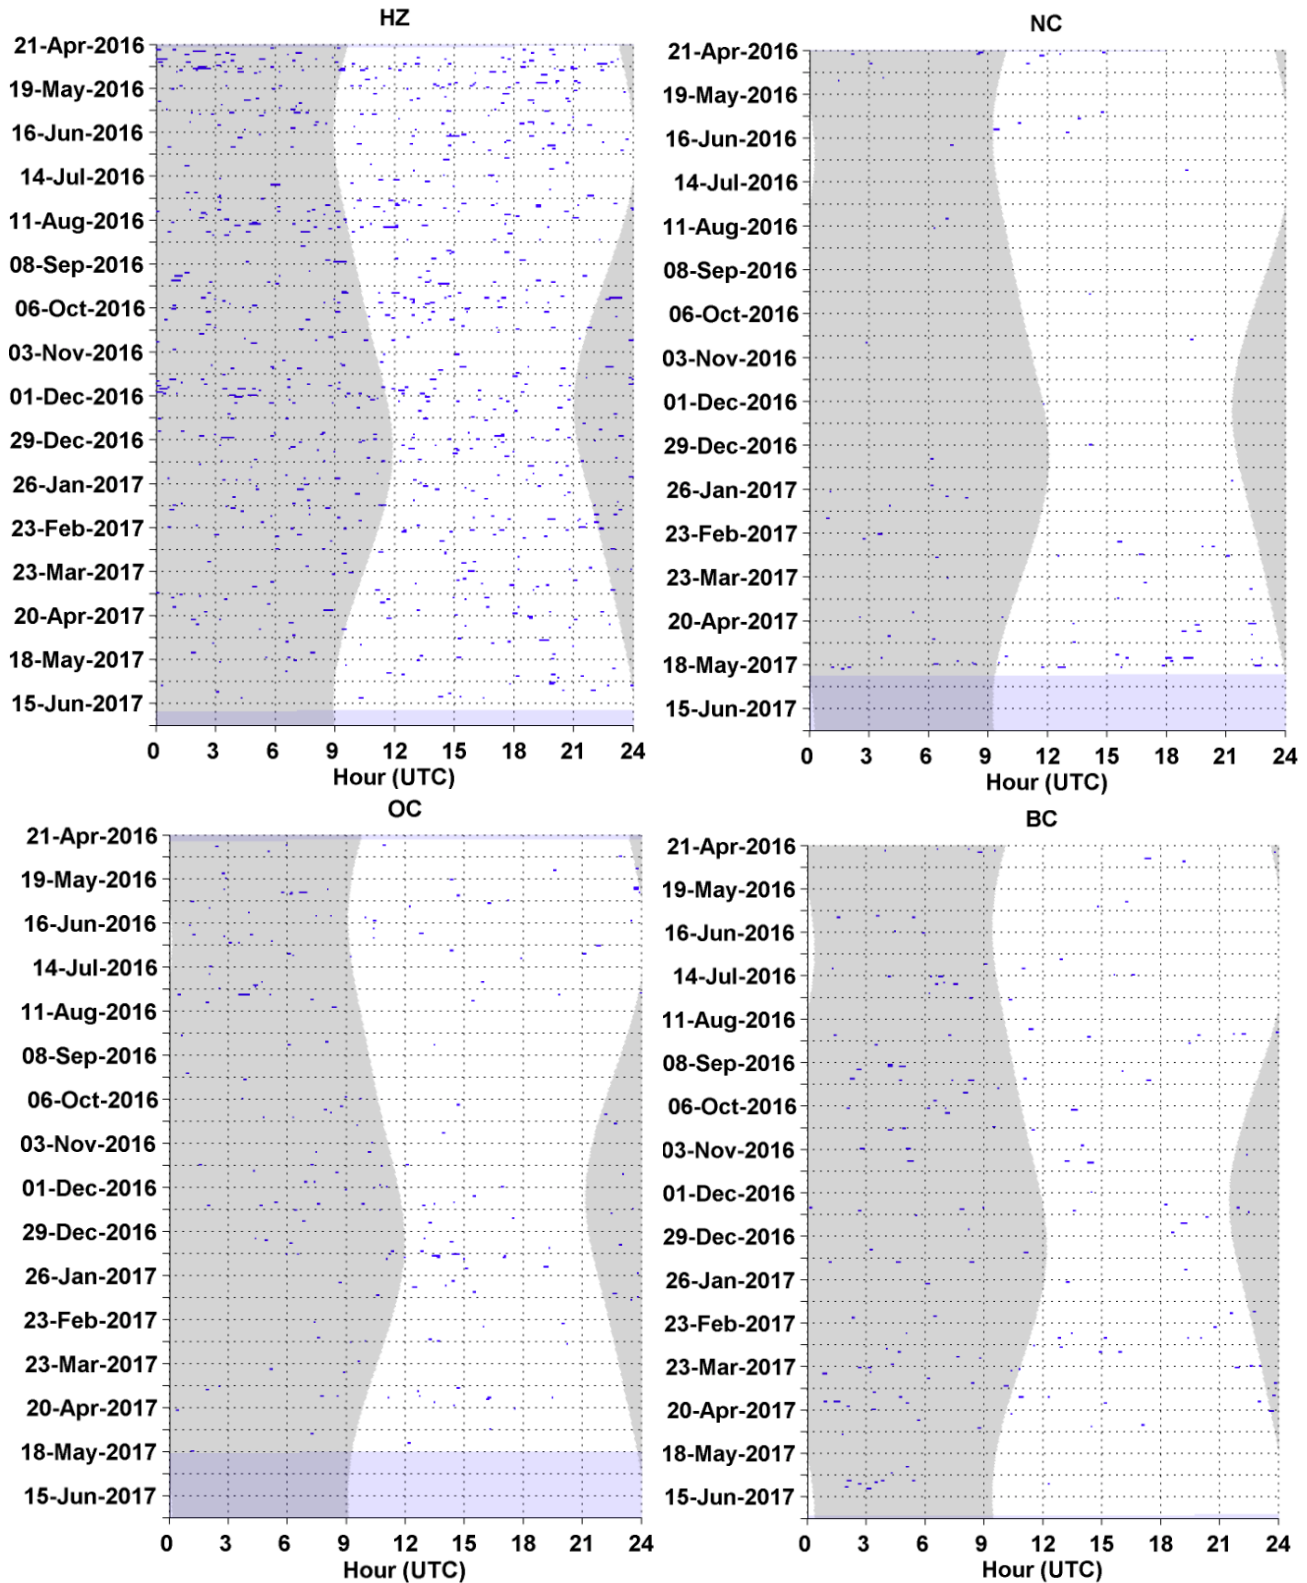 HZ
21-Apr-2016
19-May-2016
16-Jun-2016
14-Jul-2016
11-Aug-2016
08-Sep-2016
06-Oct-2016
03-Nov-2016
01-Dec-2016
29-Dec-2016
26-Jan-2017
23-Feb-2017
23-Mar-2017
20-Apr-2017
18-May-2017
15-Jun-2017
0 3 6 9 12 15 18 21 24
Hour (UTC)
NC
21-Apr-2016
19-May-2016
16-Jun-2016
14-Jul-2016
11-Aug-2016
08-Sep-2016
06-Oct-2016
03-Nov-2016
01-Dec-2016
29-Dec-2016
26-Jan-2017
23-Feb-2017
23-Mar-2017
20-Apr-2017
18-May-2017
15-Jun-2017
0 3 6 9 12 15 18 21 24
Hour (UTC)
OC
21-Apr-2016
19-May-2016
16-Jun-2016
14-Jul-2016
11-Aug-2016
08-Sep-2016
06-Oct-2016
03-Nov-2016
01-Dec-2016
29-Dec-2016
26-Jan-2017
23-Feb-2017
23-Mar-2017
20-Apr-2017
18-May-2017
15-Jun-2017
0 3 6 9 12 15 18 21 24
Hour (UTC)
BC
21-Apr-2016
19-May-2016
16-Jun-2016
14-Jul-2016
11-Aug-2016
08-Sep-2016
06-Oct-2016
03-Nov-2016
01-Dec-2016
29-Dec-2016
26-Jan-2017
23-Feb-2017
23-Mar-2017
20-Apr-2017
18-May-2017
15-Jun-2017
0 3 6 9 12 15 18 21 24
Hour (UTC)